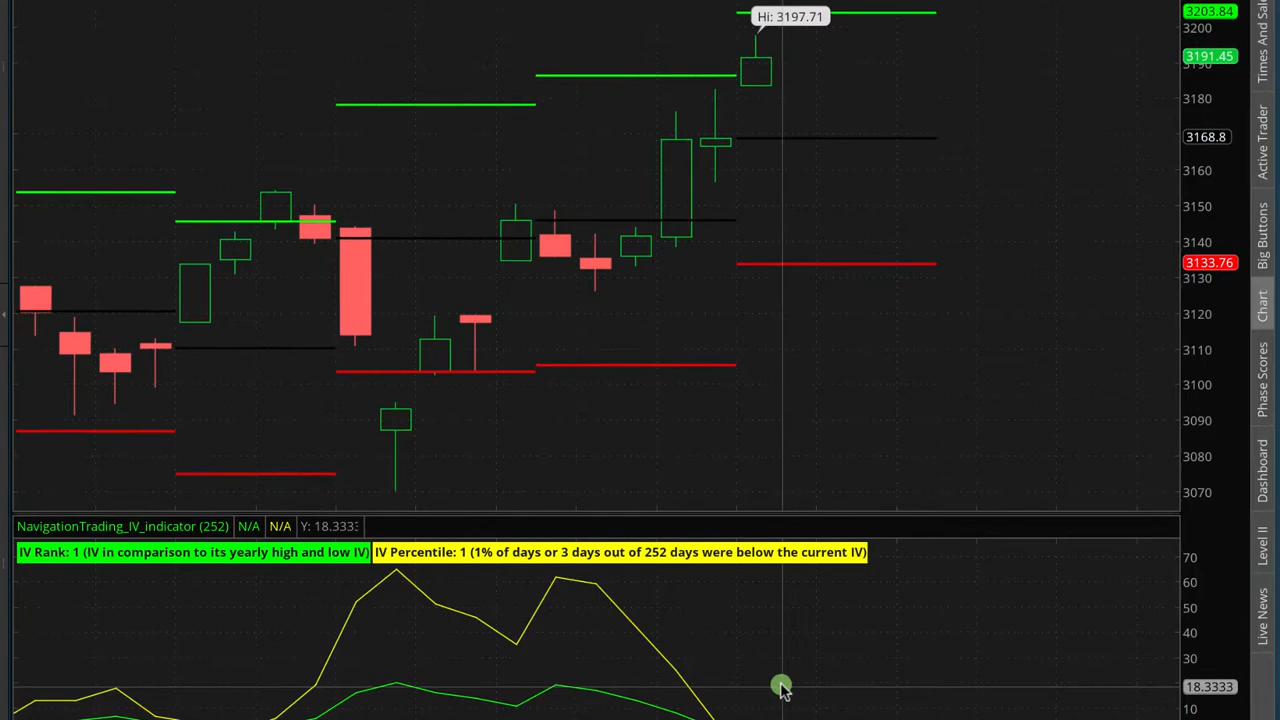 3203.84
Hi: 3197.71
3200
3191.45
3180
3168.8
3160
3150
3140
3133.76
3130
3120
3110
3100
3090
3080
3070
NavigationTrading_IV_indicator (252) N/A N/A Y: 18.333
IV Rank: 1 (IV in comparison to its yearly high and low IV) IV Percentile: 1 (1% of days or 3 days out of 252 days were below the current IV)
70
60
50
40
30
18.3333
10
Times And Sale
Active Trader
Big Buttons
Chart
Phase Scores
Dashboard
Level II
Live News